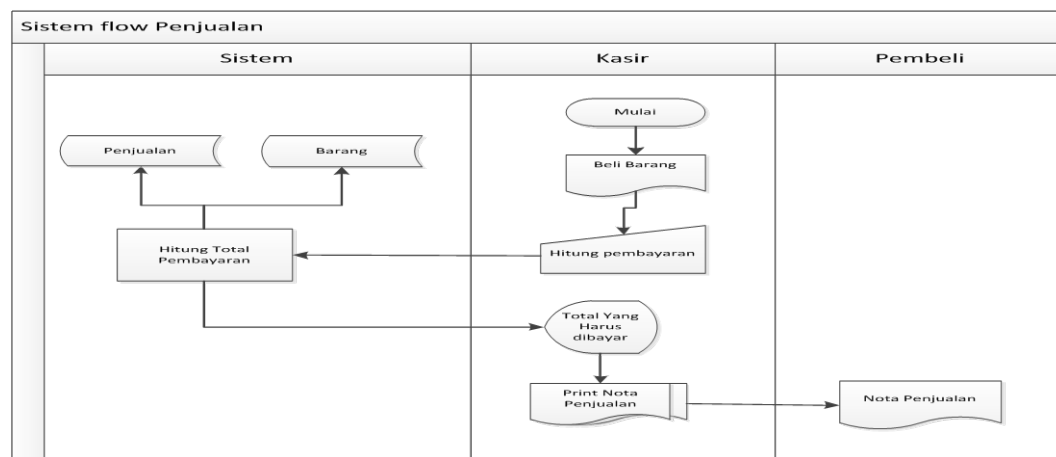 Sistem flow Penjualan
Sistem
Kasir
Pembeli
Mulai
Penjualan
Barang
Beli Barang
Hitung Total
Pembayaran
Hitung pembayaran
Total Yang
Harus
dibayar
Print Nota
Penjualan
Nota Penjualan